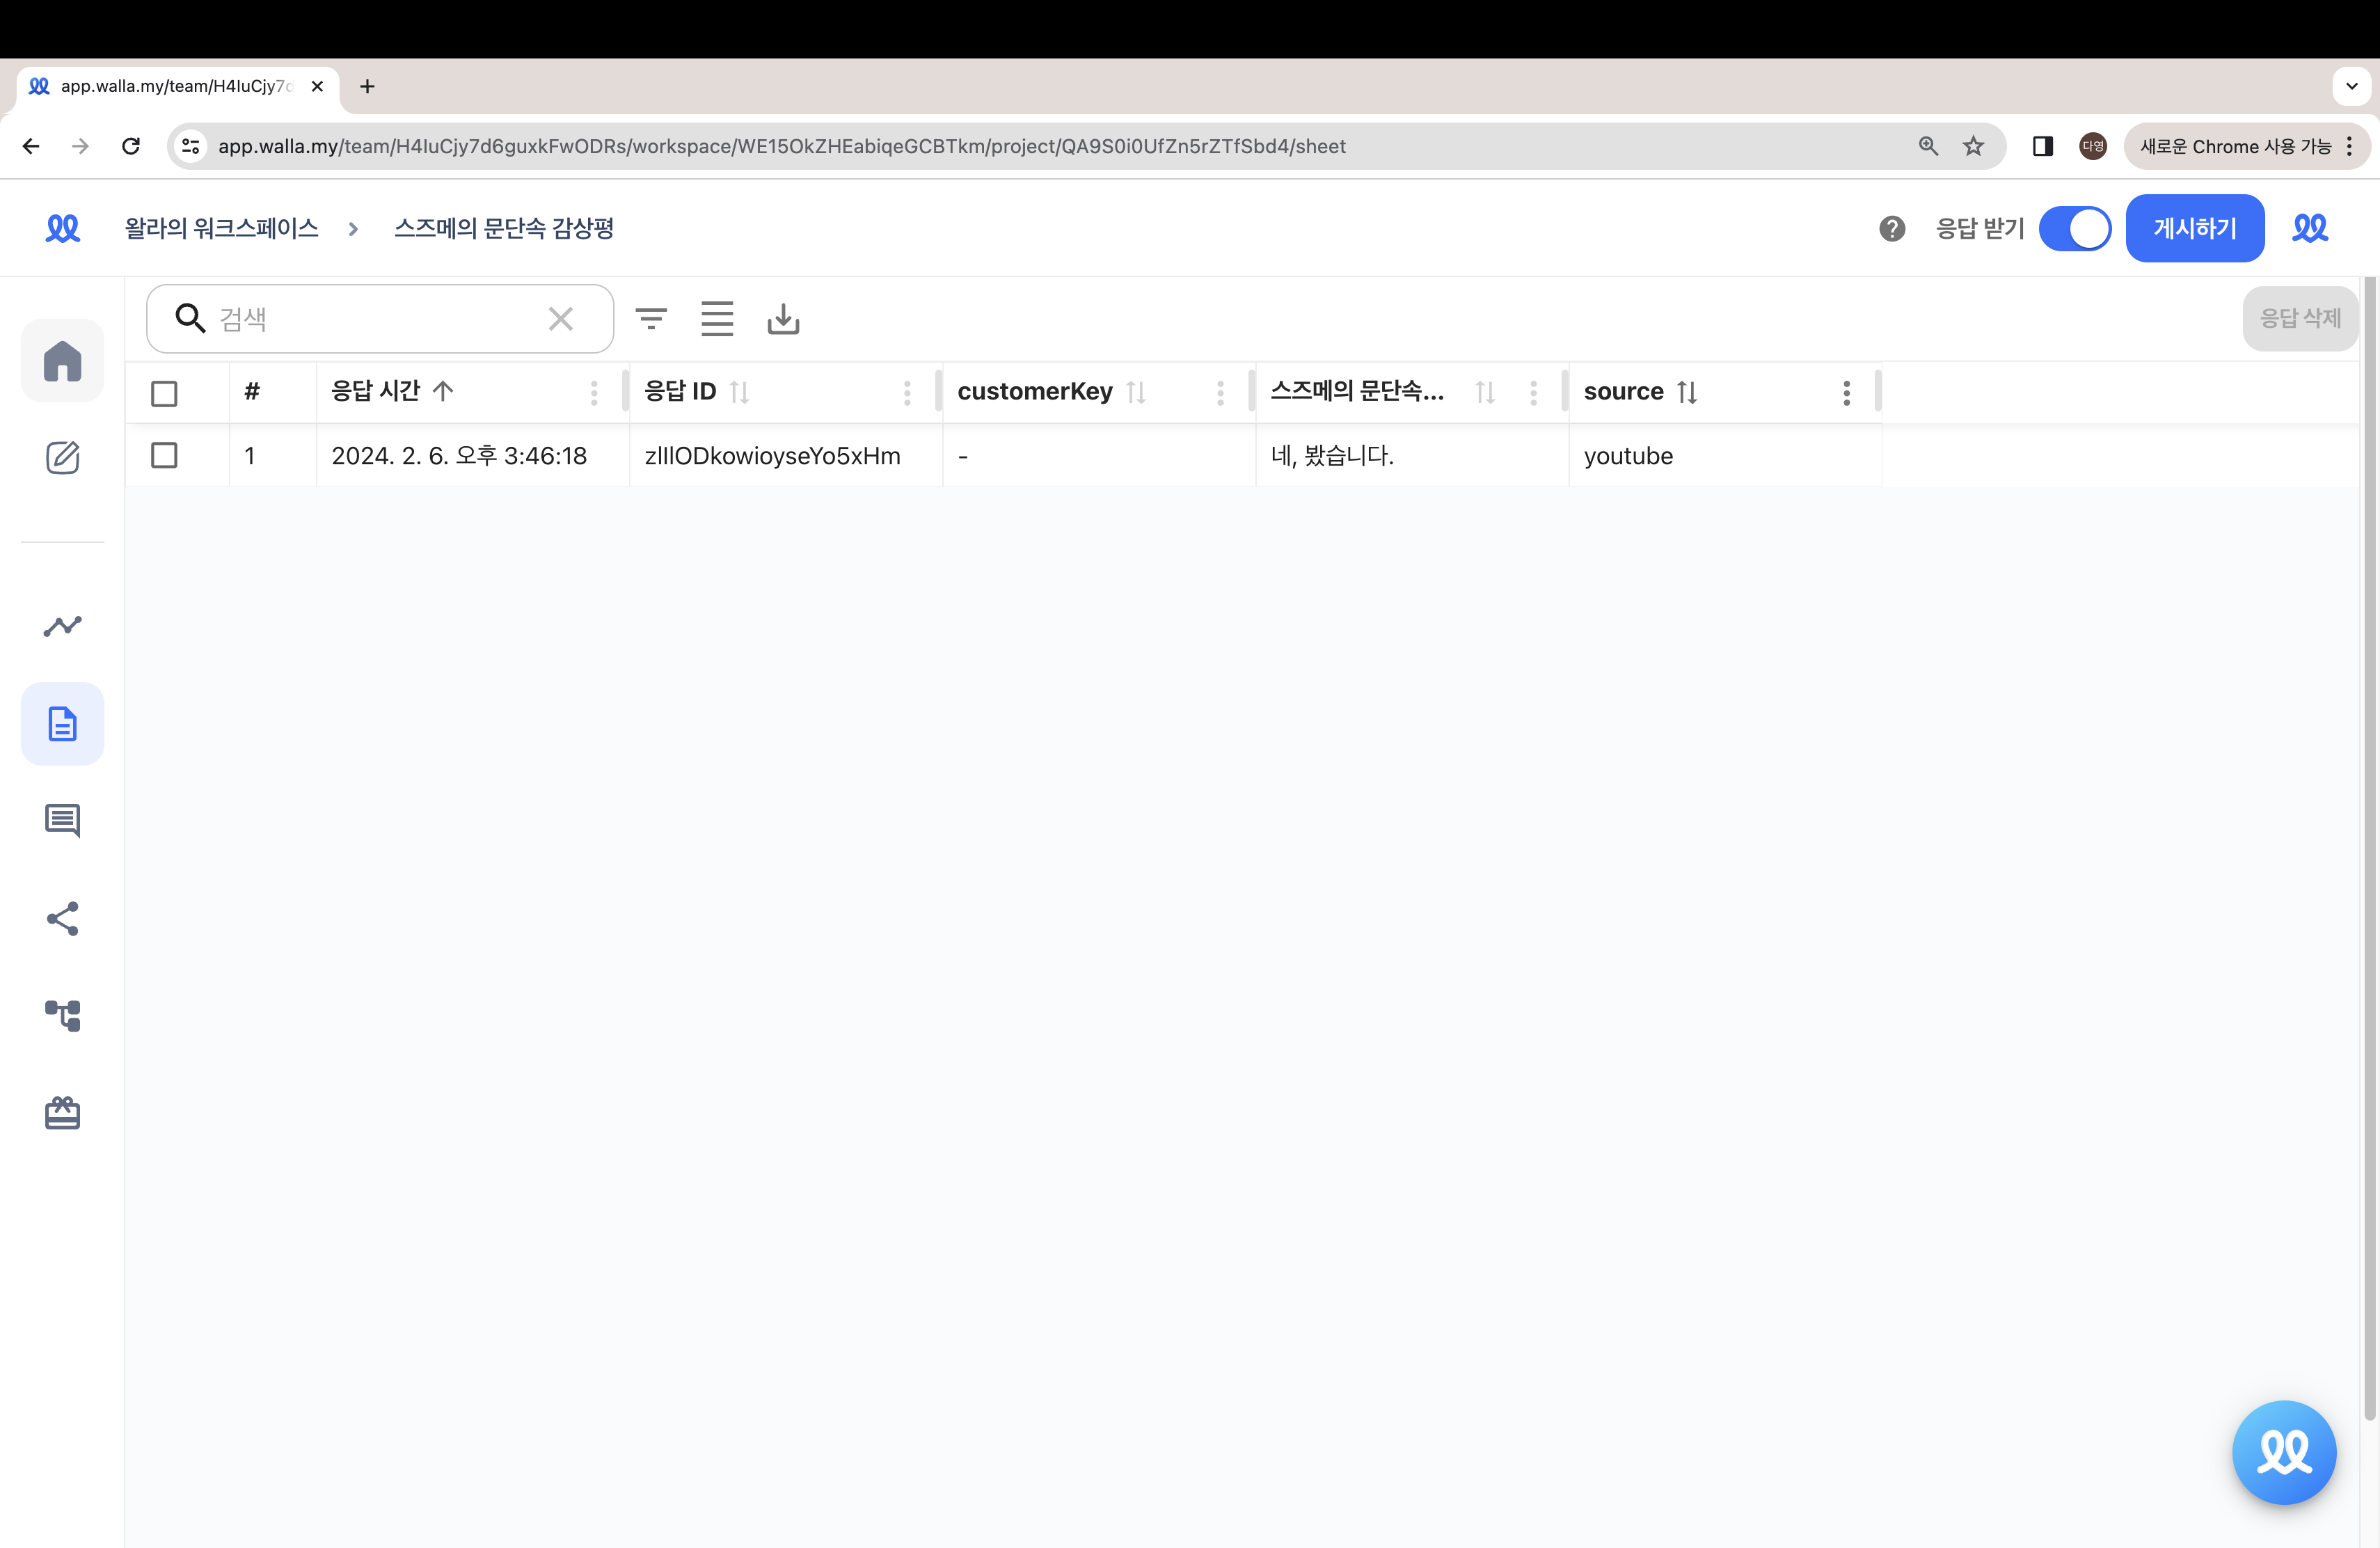 app.walla.my/team/H4IuCjy7d
app.walla.my/team/H4IuCjy7d6guxkFwODRs/workspace/WE15OkZHEabiqeGCBTkm/project/QA9S0i0UfZn5rZTfSbd4/sheet
다영
새로운 Chrome 사용 가능
왈라의 워크스페이스
스즈메의 문단속 감상평
응답 받기
게시하기
검색
응답 삭제
# 응답 시간 응답 ID customerKey 스즈메의 문단속... source
1 2024. 2. 6. 오후 3:46:18 zIIlODkowioyseYo5xHm - 네, 봤습니다. youtube